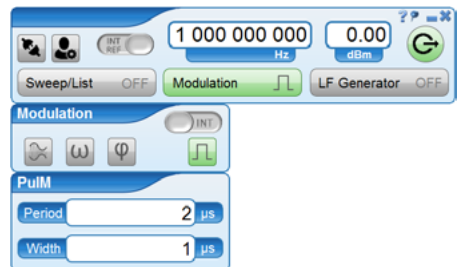 ? ?
INT REF
1 000 000 000
Hz
0.00
dBm
Sweep/List OFF
Modulation
LF Generator OFF
Modulation
INT
ω φ
PulM
Period 2 µs
Width 1 µs